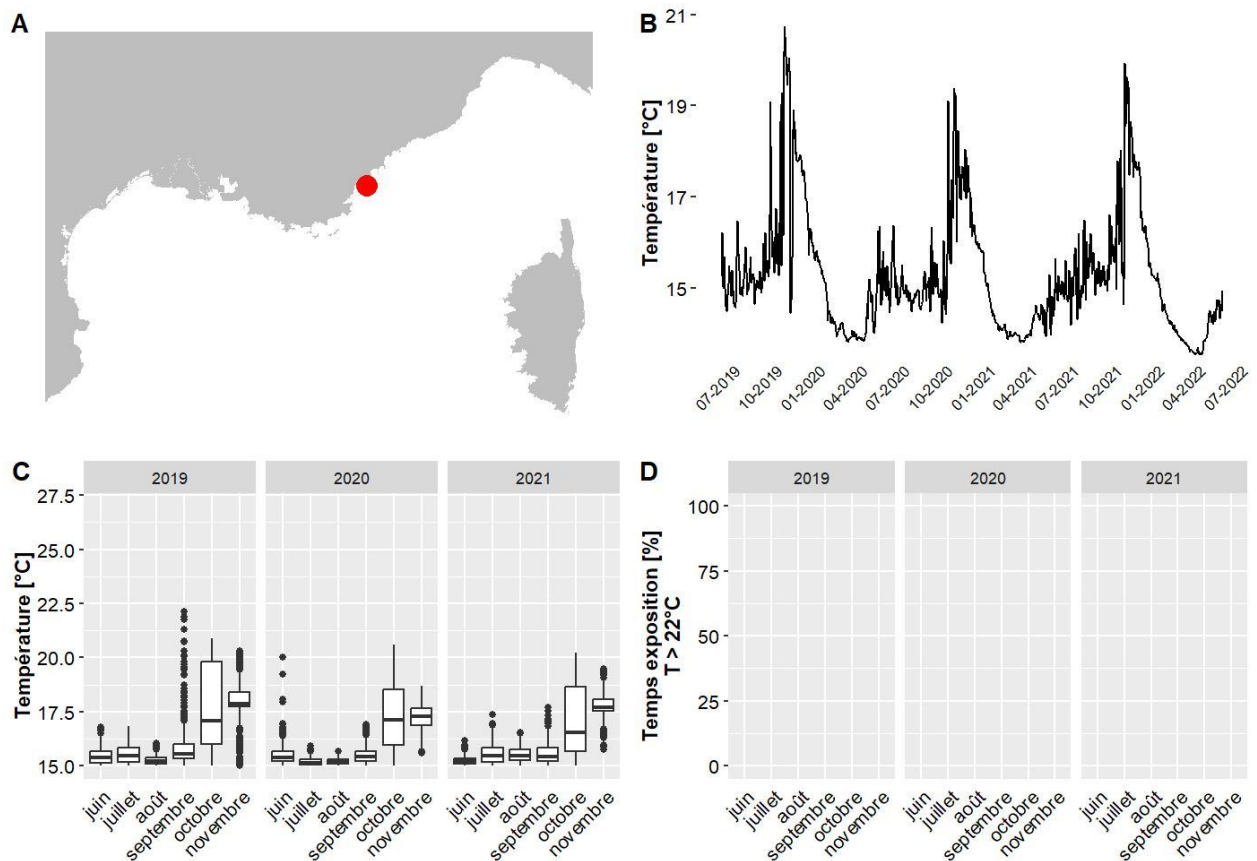 A
B
21
19
17
15
Température [°C]
07-2019
10-2019
01-2020
04-2020
07-2020
10-2020
01-2021
04-2021
07-2021
10-2021
01-2022
04-2022
07-2022
C
2019
2020
2021
27.5
25.0
22.5
20.0
17.5
15.0
Température [°C]
juin
juillet
août
septembre
octobre
novembre
juin
juillet
août
septembre
octobre
novembre
juin
juillet
août
septembre
octobre
novembre
D
2019
2020
2021
100
75
50
25
0
Temps exposition [%]
T > 22°C
juin
juillet
août
septembre
octobre
novembre
juin
juillet
août
septembre
octobre
novembre
juin
juillet
août
septembre
octobre
novembre